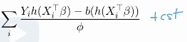 ∑_i (Y_i h(X_i^⊤β) − b(h(X_i^⊤β)))/ϕ + cst